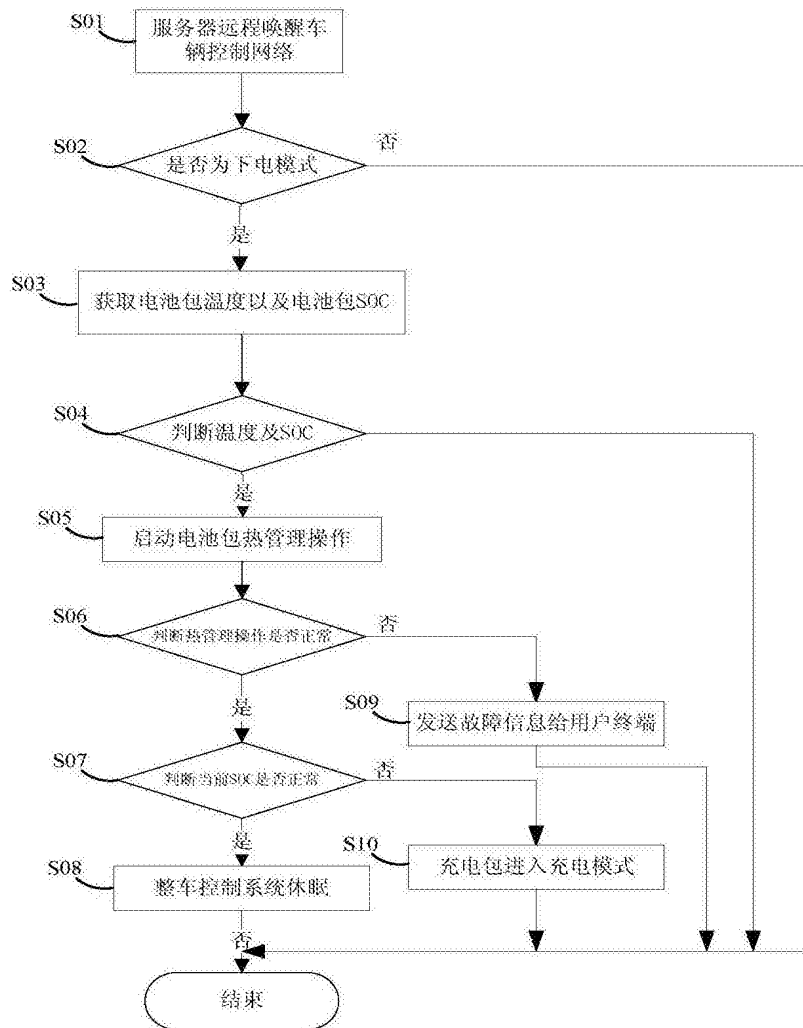 S01
服务器远程唤醒车
辆控制网络
S02
是否为下电模式
否
是
S03
获取电池包温度以及电池包SOC
S04
判断温度及SOC
是
S05
启动电池包热管理操作
S06
判断热管理操作是否正常
否
是
S09
发送故障信息给用户终端
S07
判断当前SOC是否正常
否
是
S10
充电包进入充电模式
S08
整车控制系统休眠
否
结束